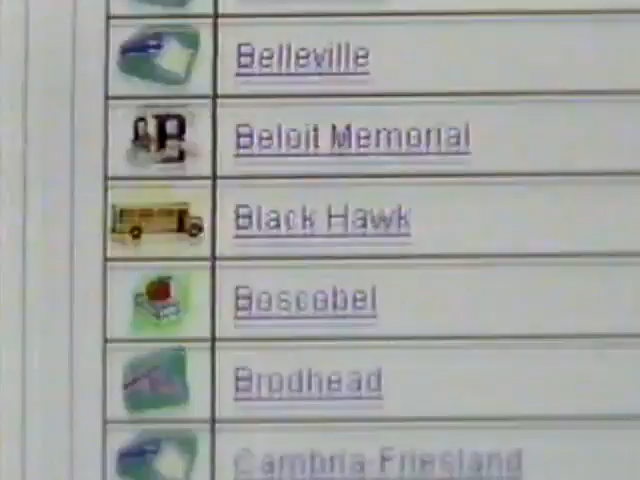 Belleville
Beloit Memorial
Black Hawk
Boscobel
Brodhead
Cambria-Friesland